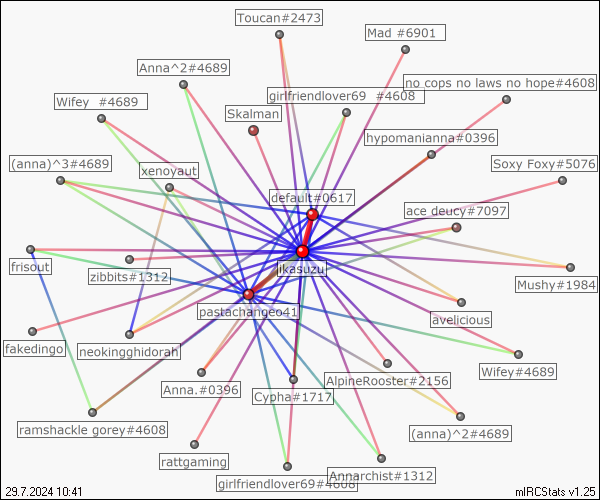 Toucan#2473
Mad #6901
Anna^2#4689
no cops no laws no hope#4608
Wifey #4689
girlfriendlover69 #4608
Skalman
hypomanianna#0396
(anna)^3#4689
xenoyaut
Soxy Foxy#5076
default#0617
ace deucy#7097
frisout
zibbits#1312
ikasuzu
Mushy#1984
pastachangeo41
avelicious
fakedingo
neokingghidorah
Wifey#4689
Anna.#0396
AlpineRooster#2156
Cypha#1717
ramshackle gorey#4608
(anna)^2#4689
rattgaming
Annarchist#1312
girlfriendlover69#4608
29.7.2024 10:41
mIRCStats v1.25